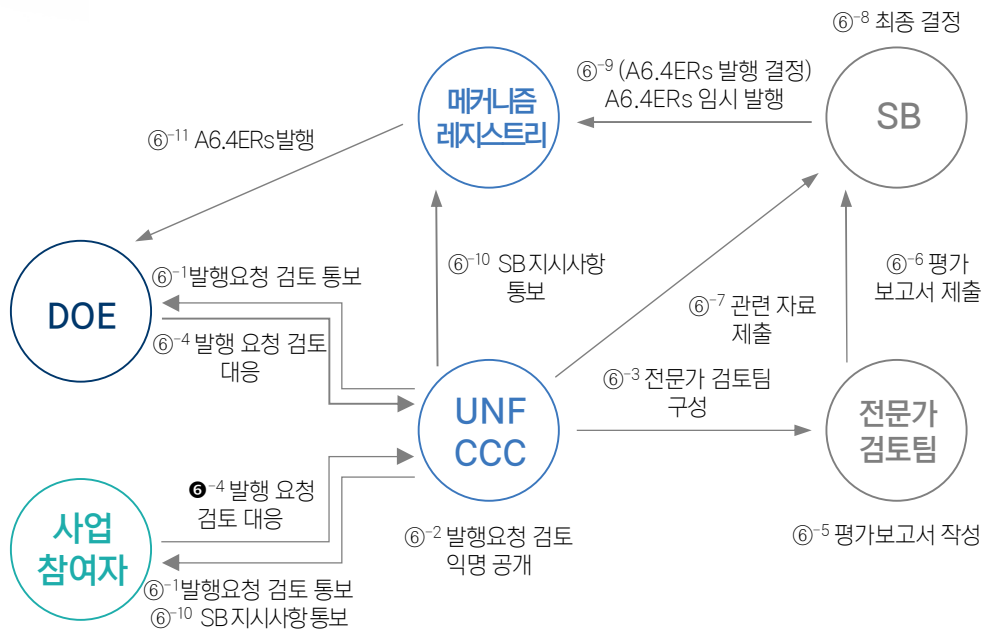 ⑥⁻⁸ 최종 결정
메커니즘
레지스트리
⑥⁻⁹ (A6.4ERs 발행 결정)
A6.4ERs 임시 발행
SB
⑥⁻¹¹ A6.4ERs발행
DOE
⑥⁻¹발행요청 검토 통보
⑥⁻⁴ 발행 요청 검토
대응
⑥⁻¹⁰ SB지시사항
통보
⑥⁻⁷ 관련 자료
제출
⑥⁻⁶ 평가
보고서 제출
⑥⁻³ 전문가 검토팀
구성
UNF
CCC
전문가
검토팀
❻⁻⁴ 발행 요청
검토 대응
사업
참여자
⑥⁻² 발행요청 검토
익명 공개
⑥⁻⁵ 평가보고서 작성
⑥⁻¹발행요청 검토 통보
⑥⁻¹⁰ SB지시사항통보